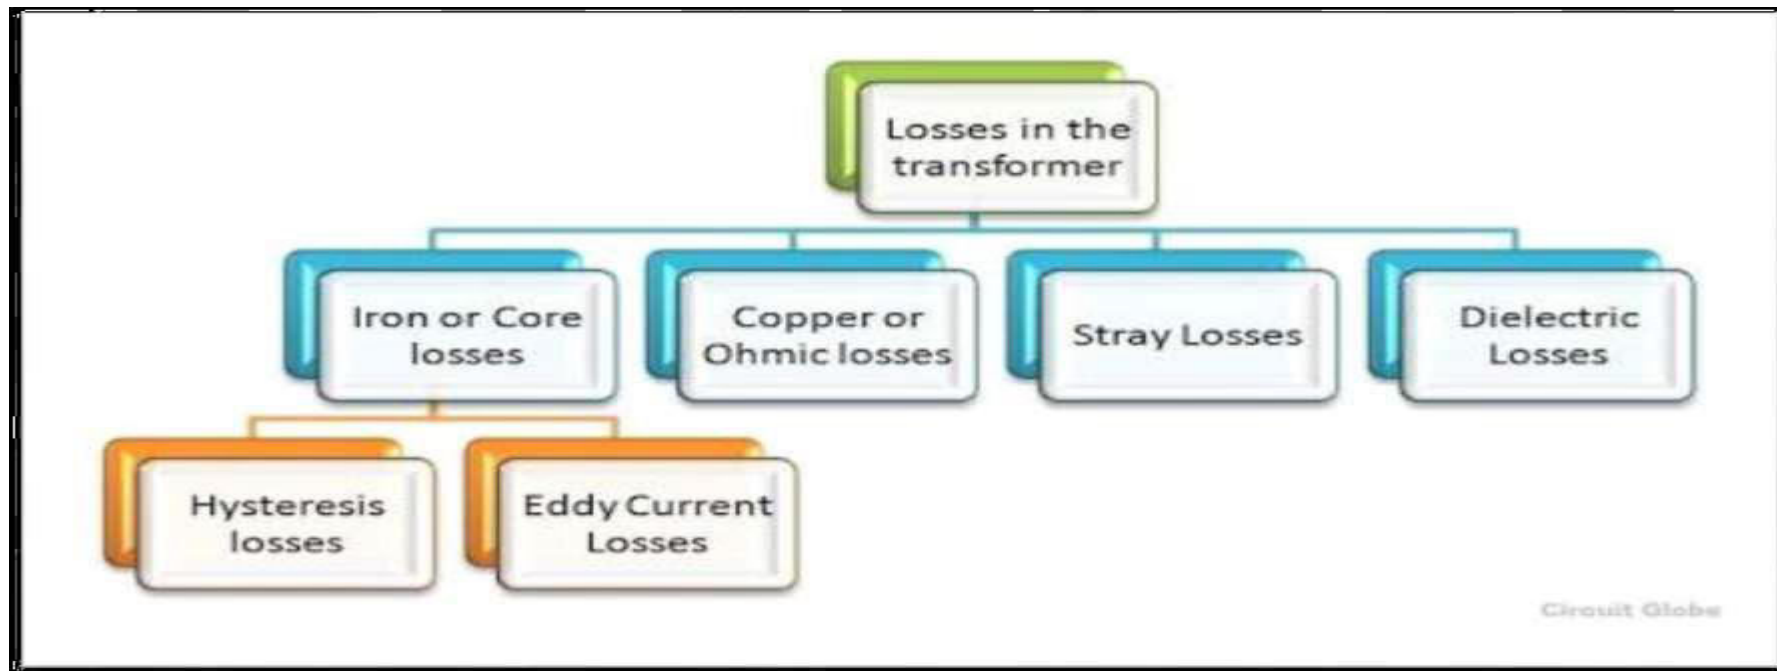 Losses in the
transformer
Iron or Core
losses
Copper or
Ohmic losses
Stray Losses
Dielectric
Losses
Hysteresis
losses
Eddy Current
Losses
Circuit Globe